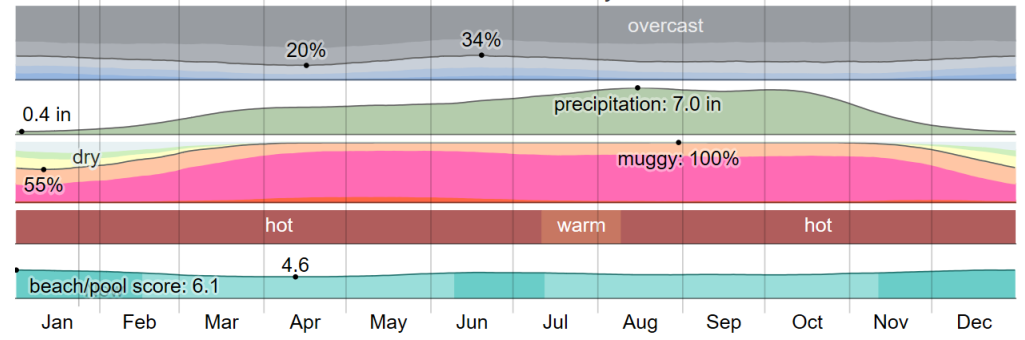 overcast
20%
34%
0.4 in
precipitation: 7.0 in
dry
55%
muggy: 100%
hot
warm
hot
4.6
beach/pool score: 6.1
Jan Feb Mar Apr May Jun Jul Aug Sep Oct Nov Dec